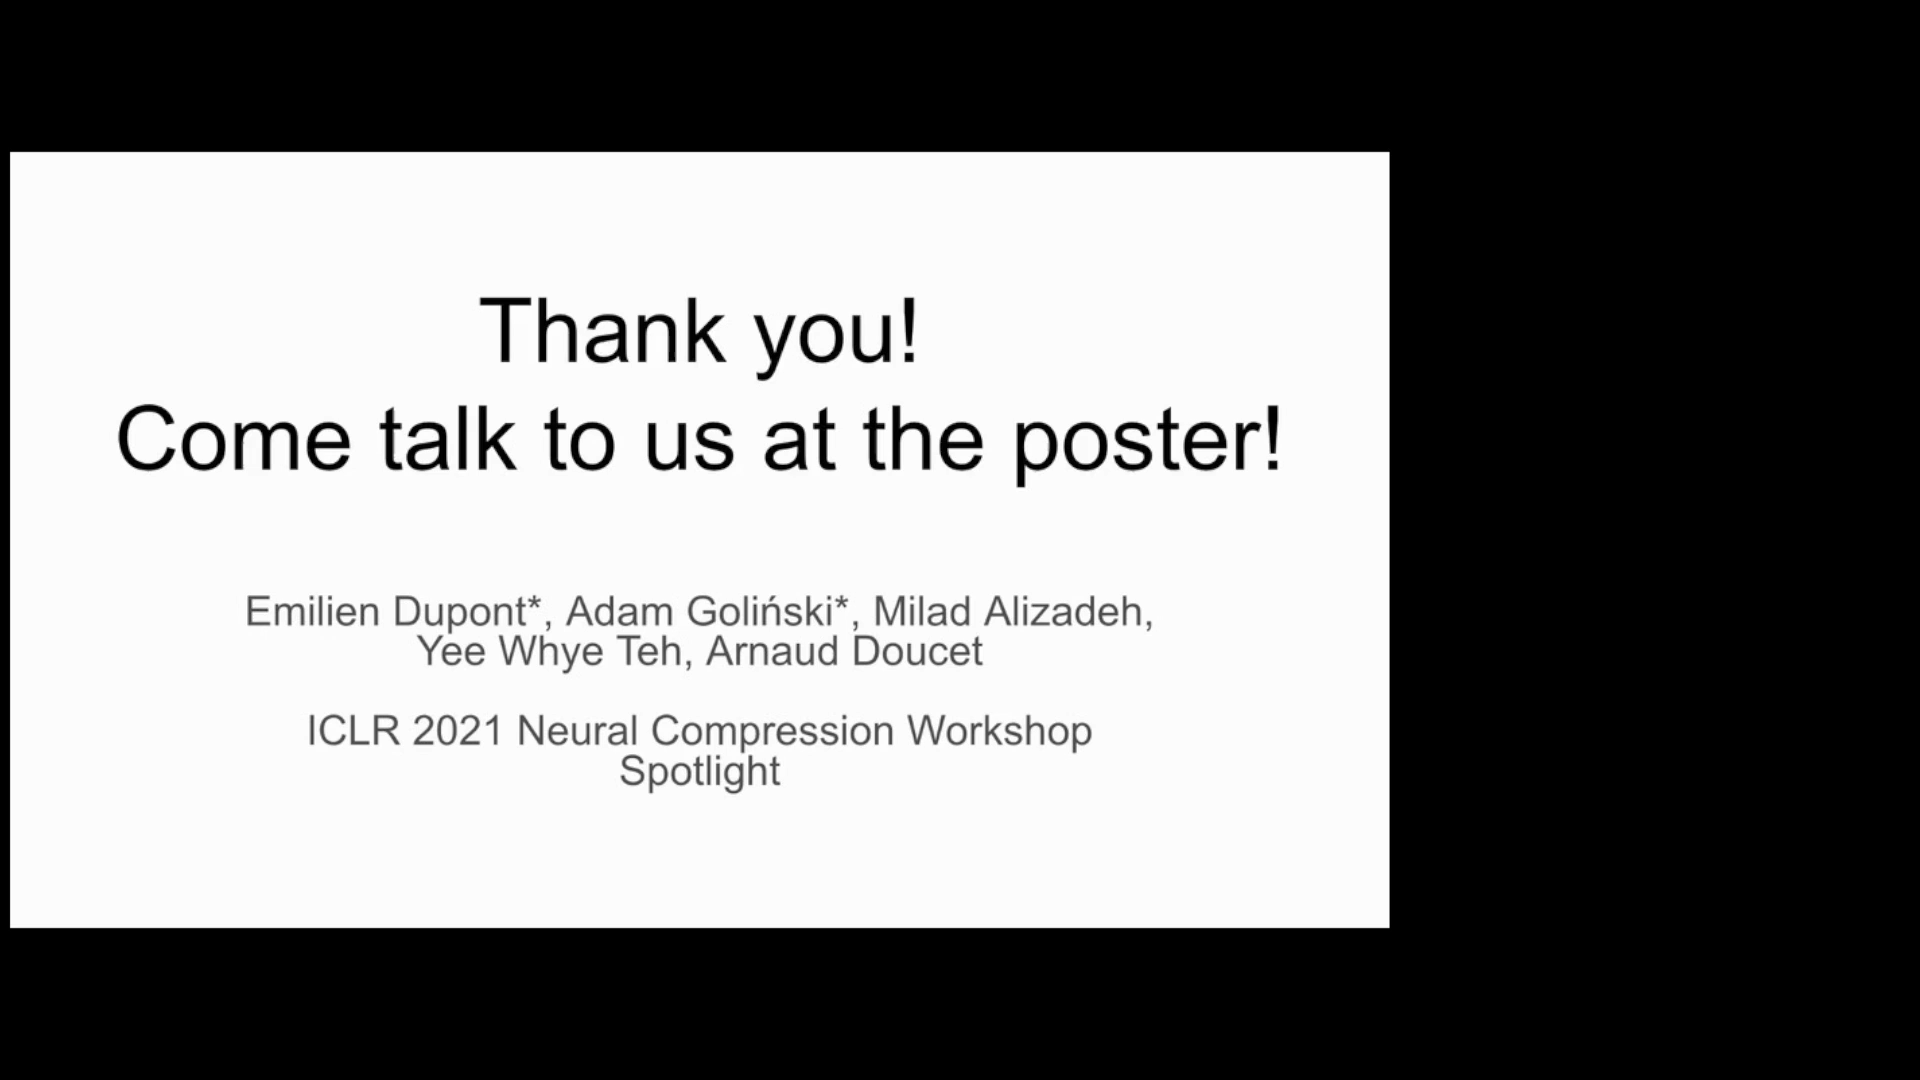 Thank you!
Come talk to us at the poster!
Emilien Dupont*, Adam Goliński*, Milad Alizadeh,
Yee Whye Teh, Arnaud Doucet
ICLR 2021 Neural Compression Workshop
Spotlight